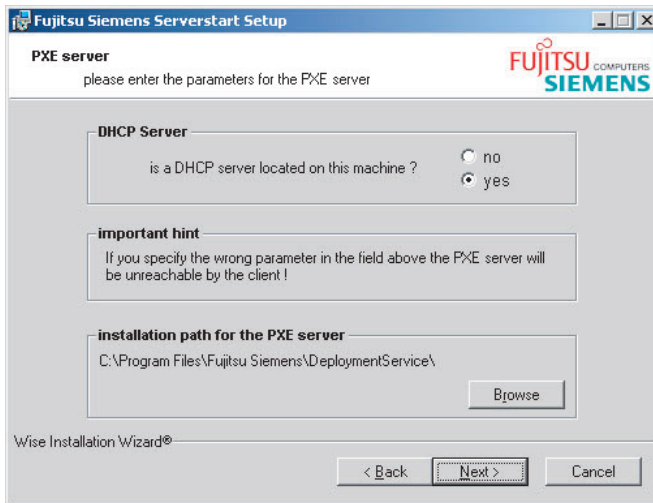 Fujitsu Siemens Serverstart Setup
PXE server
please enter the parameters for the PXE server
FUJITSU COMPUTERS
SIEMENS
DHCP Server
is a DHCP server located on this machine ?
no
yes
important hint
If you specify the wrong parameter in the field above the PXE server will
be unreachable by the client !
installation path for the PXE server
C:\Program Files\Fujitsu Siemens\DeploymentService\
Browse
Wise Installation Wizard®
< Back
Next >
Cancel